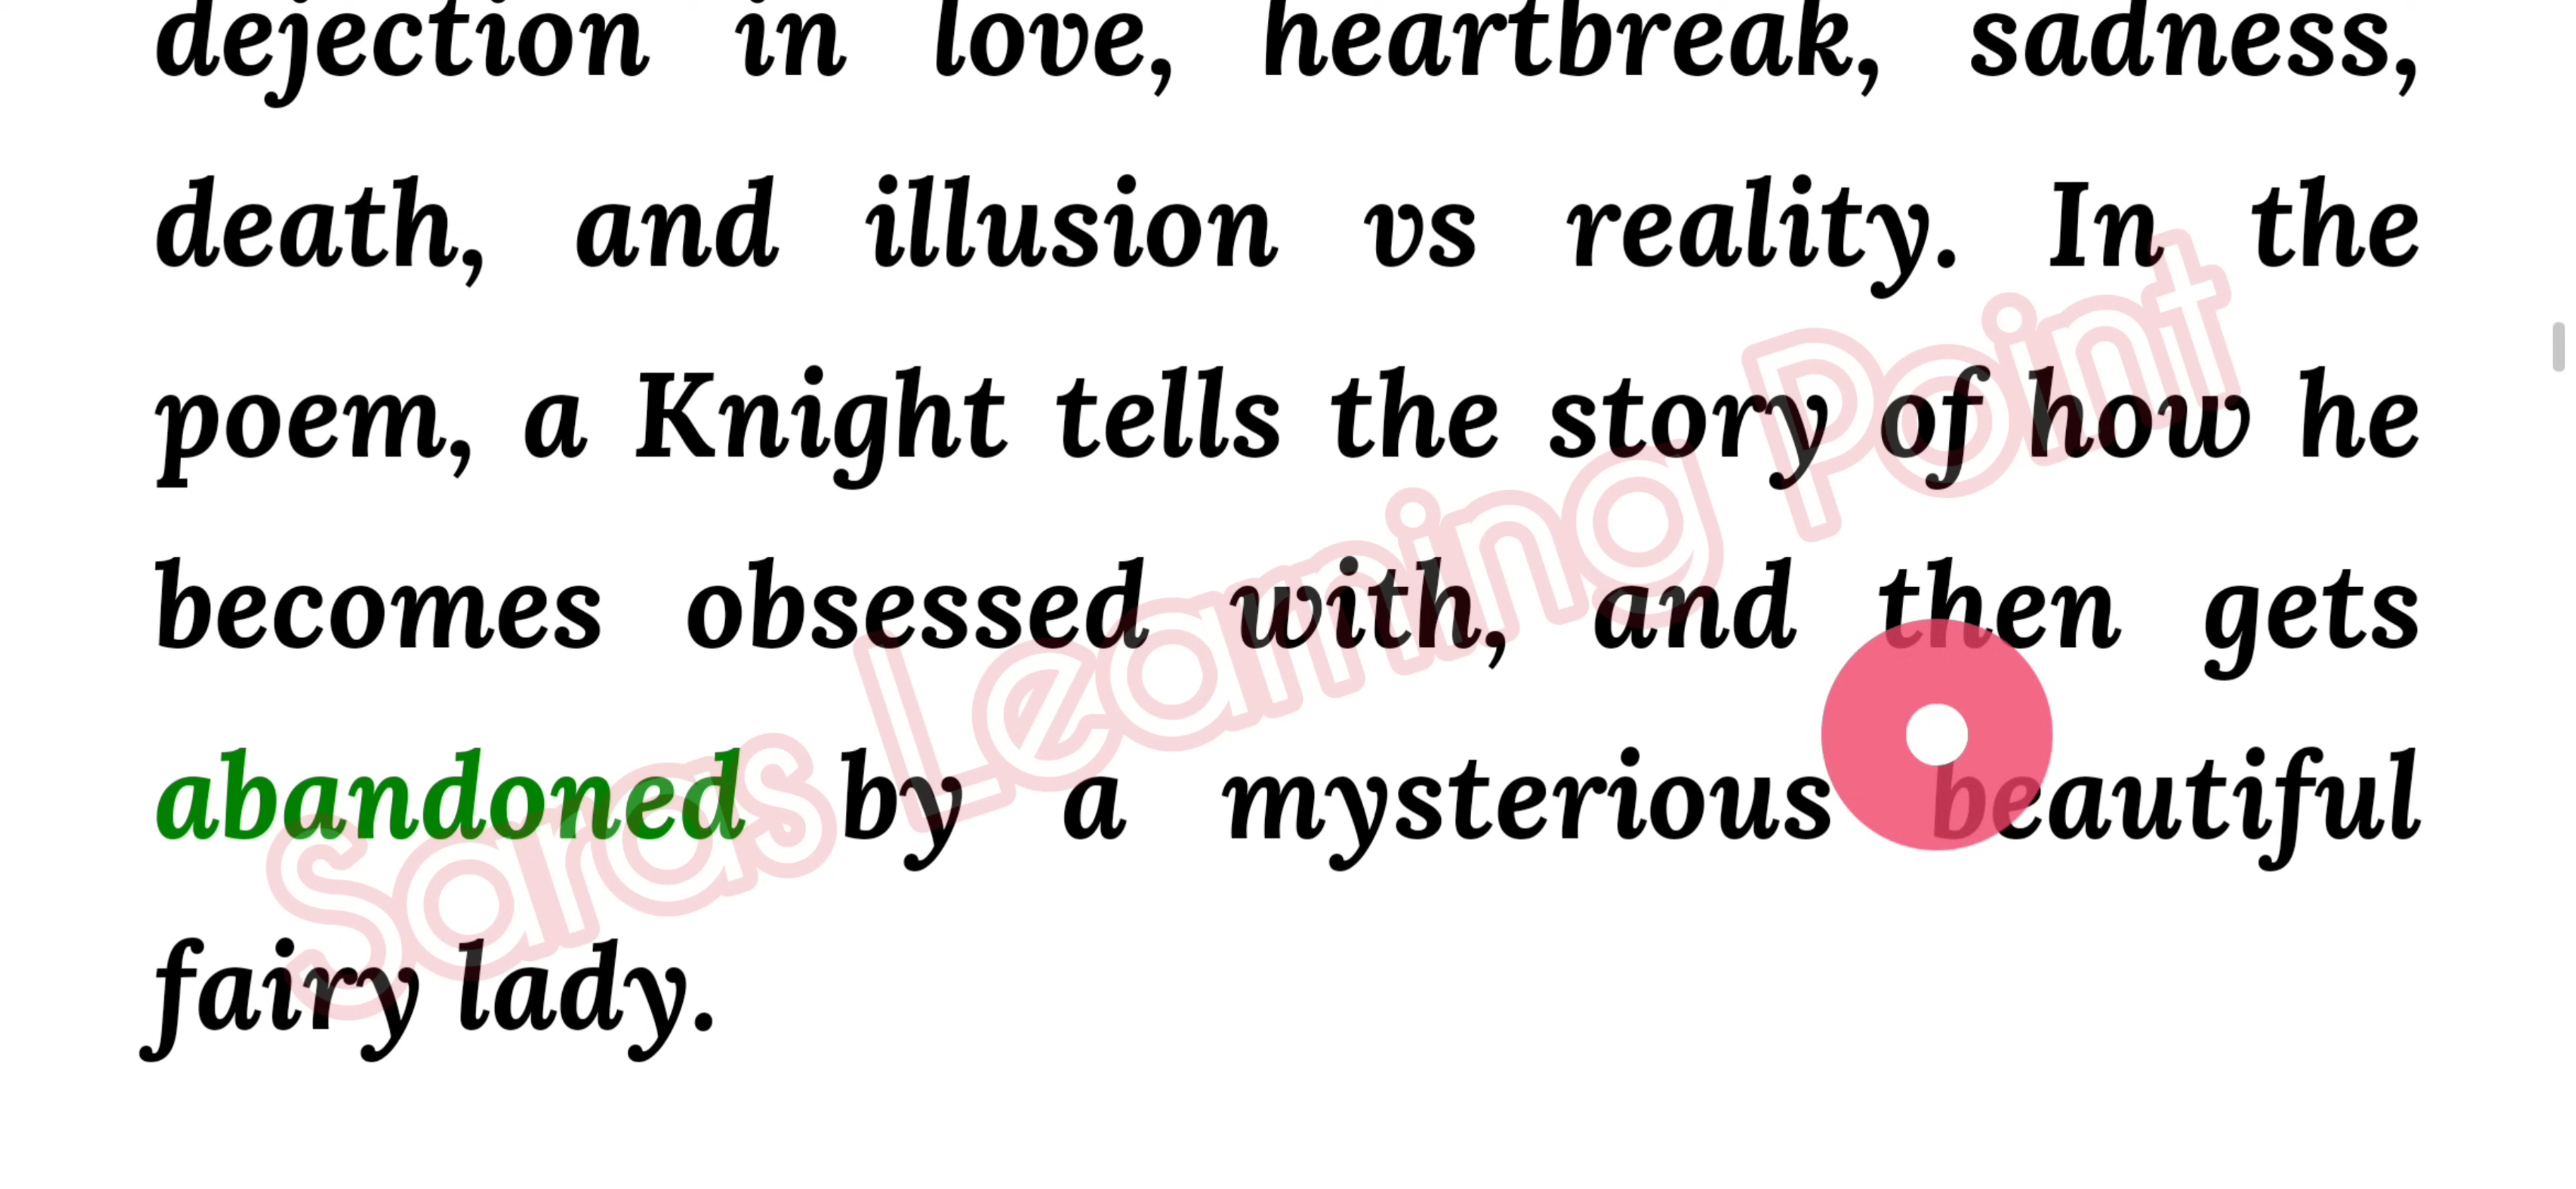 dejection in love, heartbreak, sadness,
death, and illusion vs reality. In the
poem, a Knight tells the story of how he
becomes obsessed with, and then gets
abandoned by a mysterious beautiful
fairy lady.
Saras Learning Point